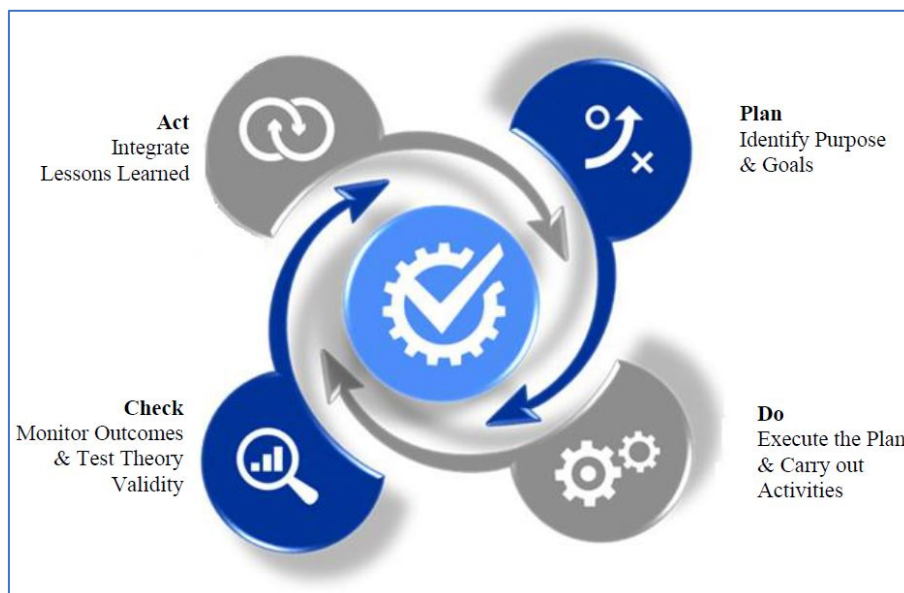 Act
Integrate
Lessons Learned
Plan
Identify Purpose
& Goals
Check
Monitor Outcomes
& Test Theory
Validity
Do
Execute the Plan
& Carry out
Activities